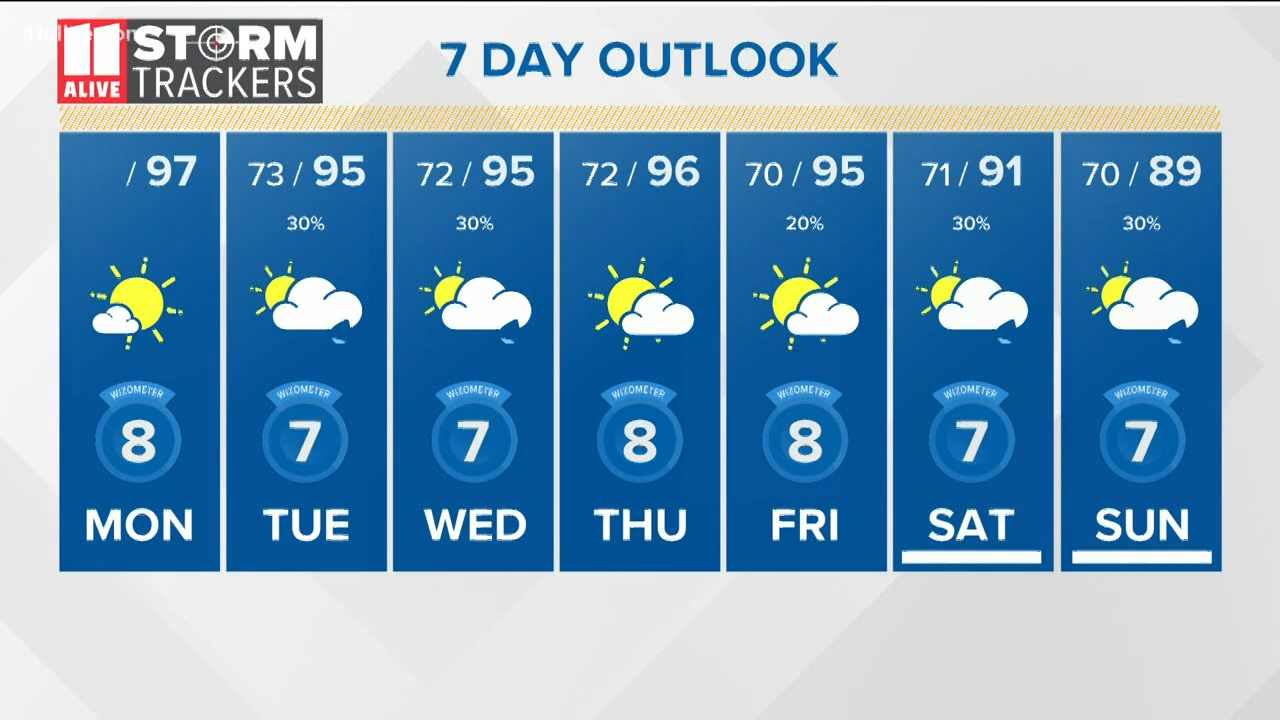 11alive.com
11
ALIVE
STORM
TRACKERS
7 DAY OUTLOOK
/ 97
WIZOMETER
8
MON
73 / 95
30%
WIZOMETER
7
TUE
72 / 95
30%
WIZOMETER
7
WED
72 / 96
WIZOMETER
8
THU
70 / 95
20%
WIZOMETER
8
FRI
71 / 91
30%
WIZOMETER
7
SAT
70 / 89
30%
WIZOMETER
7
SUN